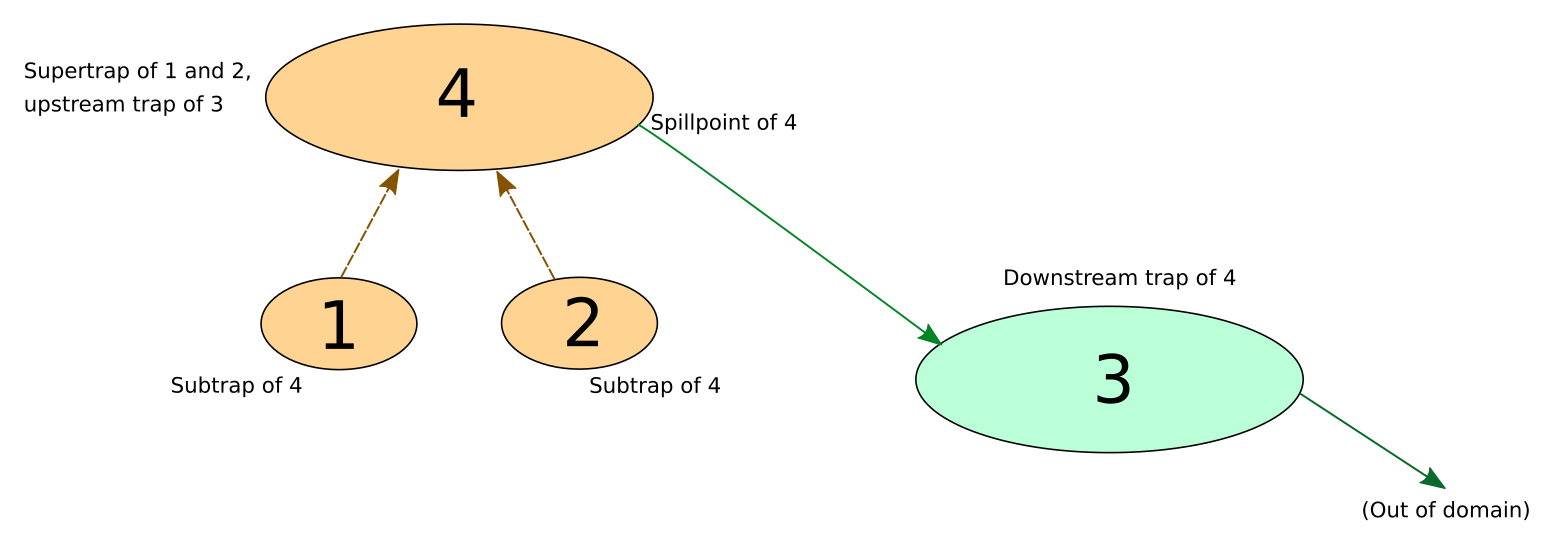 Supertrap of 1 and 2,
upstream trap of 3
4
Spillpoint of 4
1
2
Subtrap of 4
Subtrap of 4
Downstream trap of 4
3
(Out of domain)